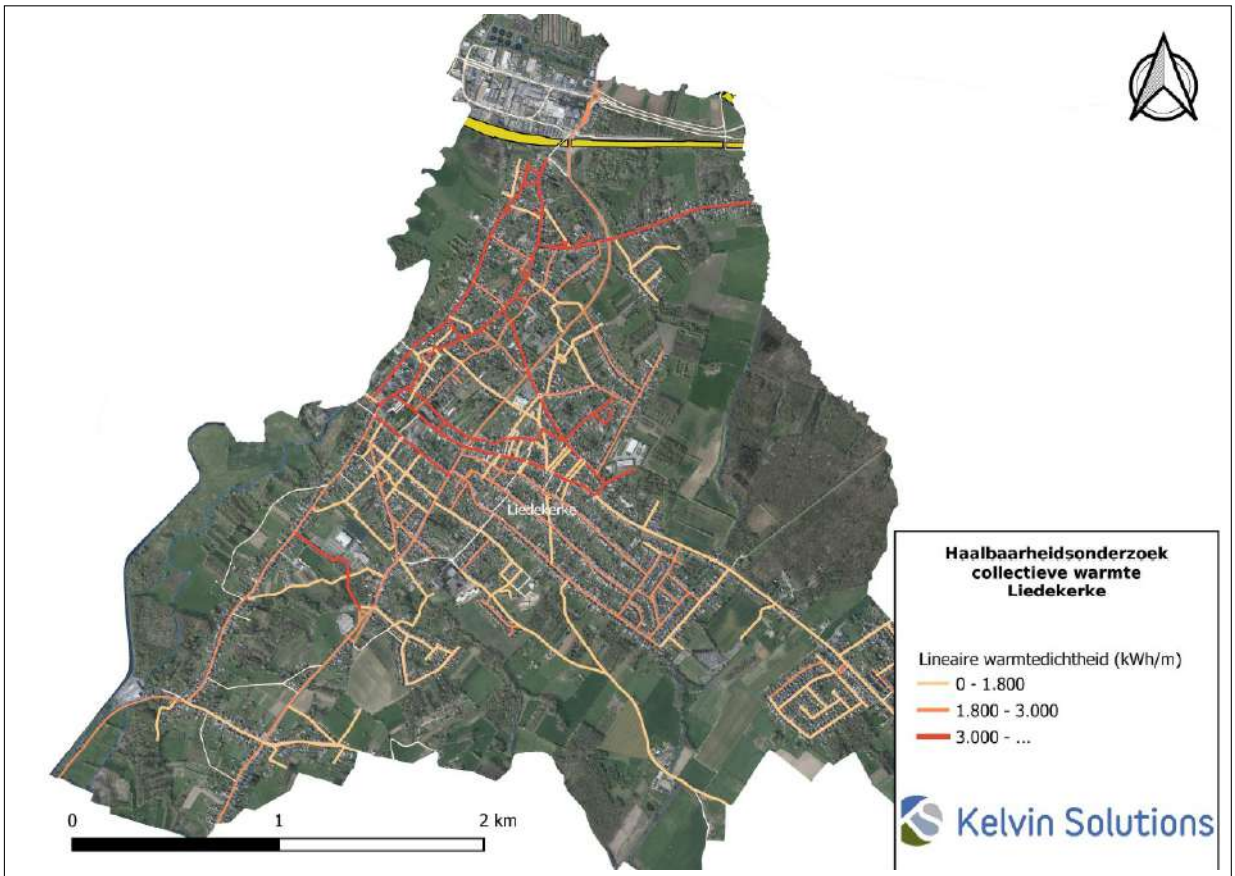 Liedekerke
Haalbaarheidsonderzoek
collectieve warmte
Liedekerke
Lineaire warmtedichtheid (kWh/m)
0 - 1.800
1.800 - 3.000
3.000 - ...
Kelvin Solutions
0 1 2 km